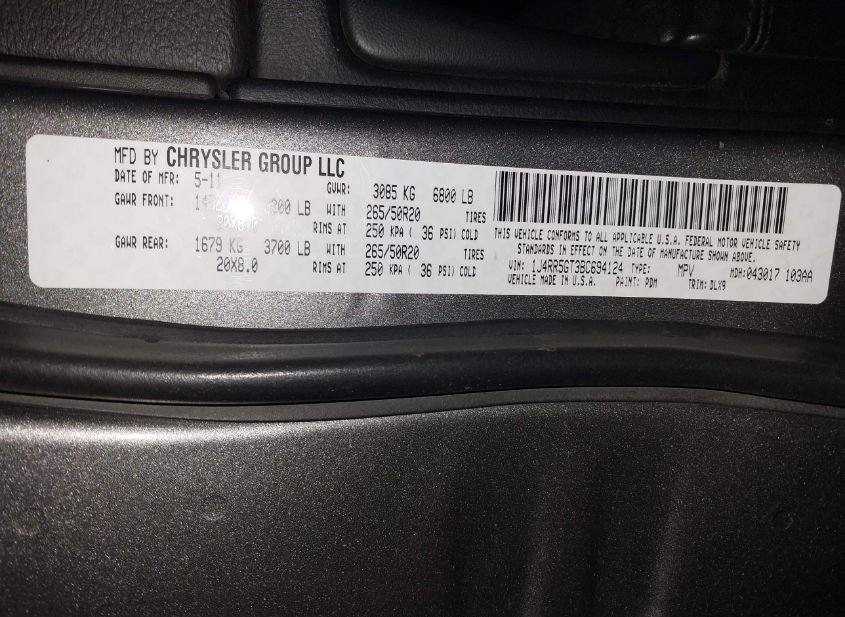 MFD BY CHRYSLER GROUP LLC
DATE OF MFR: 5-11 GVWR: 3085 KG 6800 LB
GAWR FRONT: LB WITH 265/50R20 TIRES
RIMS AT 250 KPA ( 36 PSI) COLD
GAWR REAR: 1679 KG 3700 LB WITH 265/50R20 TIRES
20X8.0 RIMS AT 250 KPA ( 36 PSI) COLD
THIS VEHICLE CONFORMS TO ALL APPLICABLE U.S.A. FEDERAL MOTOR VEHICLE SAFETY
STANDARDS IN EFFECT ON THE DATE OF MANUFACTURE SHOWN ABOVE.
VIN: 1J4RR5GT3BC694124 TYPE: MPV MDH:043017 103AA
VEHICLE MADE IN U.S.A. PAINT: PDM TRIM: DLX9